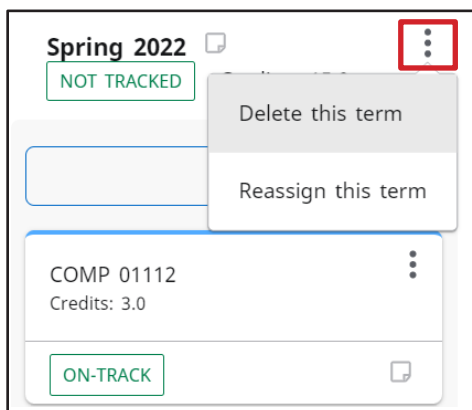 Spring 2022
NOT TRACKED
Delete this term
Reassign this term
COMP 01112
Credits: 3.0
ON-TRACK